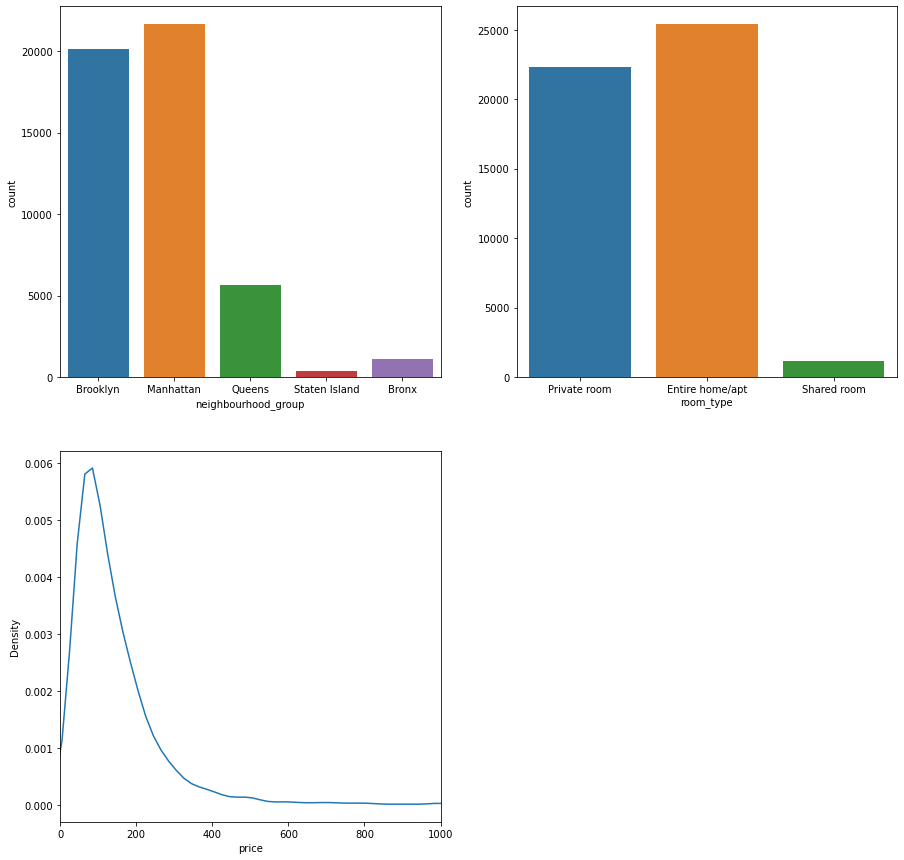 20000
15000
10000
5000
0
count
Brooklyn Manhattan Queens Staten Island Bronx
neighbourhood_group
25000
20000
15000
10000
5000
0
count
Private room Entire home/apt Shared room
room_type
0.006
0.005
0.004
0.003
0.002
0.001
0.000
Density
0 200 400 600 800 1000
price